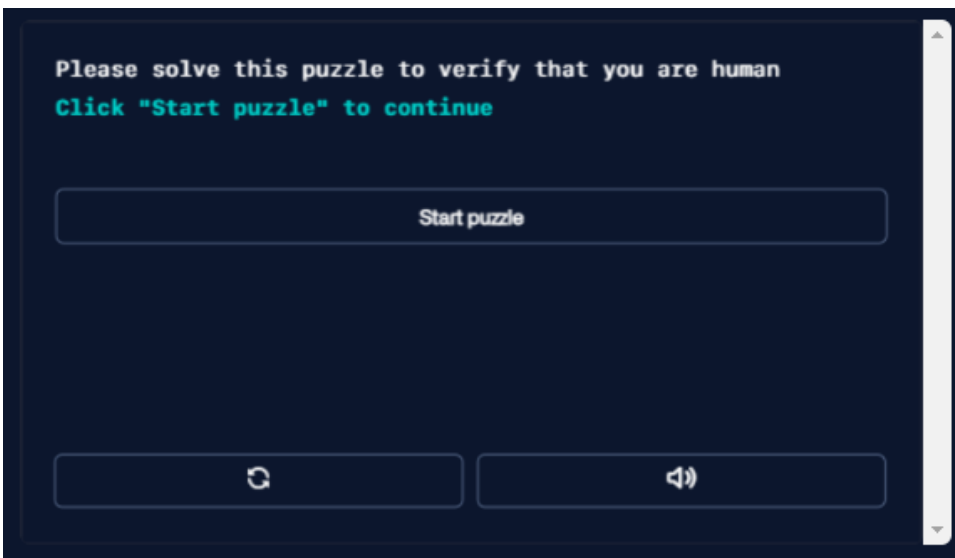 Please solve this puzzle to verify that you are human
Click "Start puzzle" to continue
Start puzzle